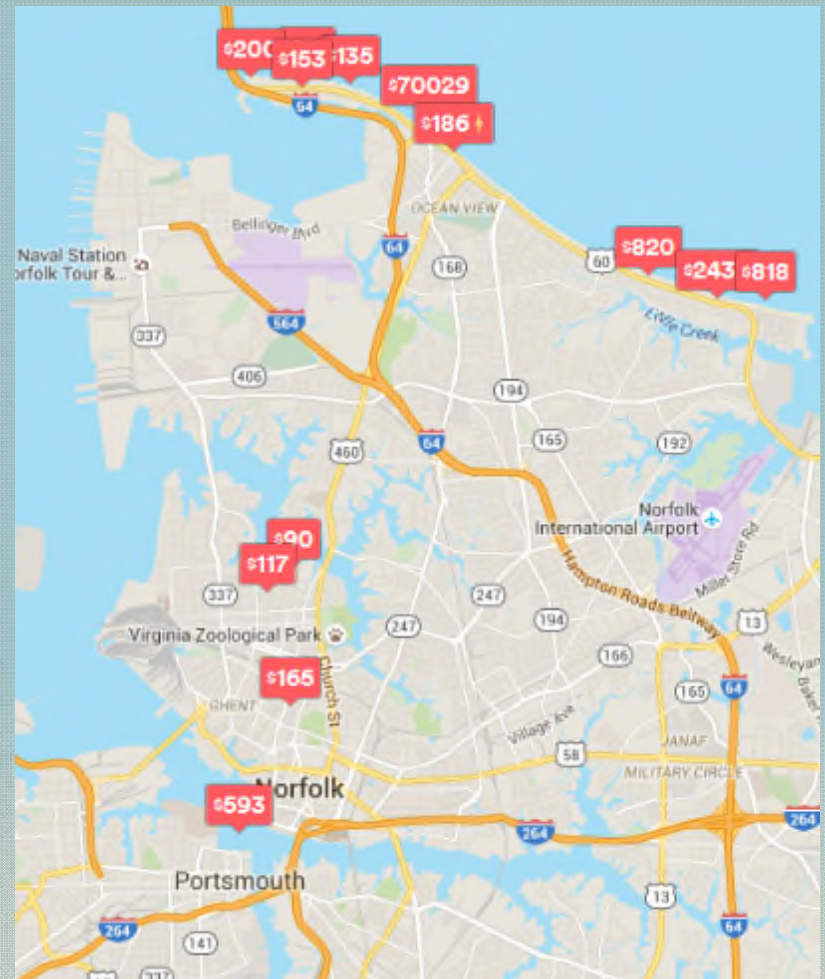 $200
$153
$135
64
$70029
$186
OCEAN VIEW
Bellinger Blvd
64
168
Naval Station
orfolk Tour &...
60
$820
$243
$818
Little Creek
564
337
406
194
64
165
192
460
Norfolk
International Airport
$90
$117
Miller Store Rd
Hampton Roads Beltway
337
247
194
13
Virginia Zoological Park
247
166
Wesleyan
Baker
$165
Church St
165
64
GHENT
Village Ave
58
JANAF
MILITARY CIRCLE
Norfolk
$593
264
264
Portsmouth
13
264
141
64
337